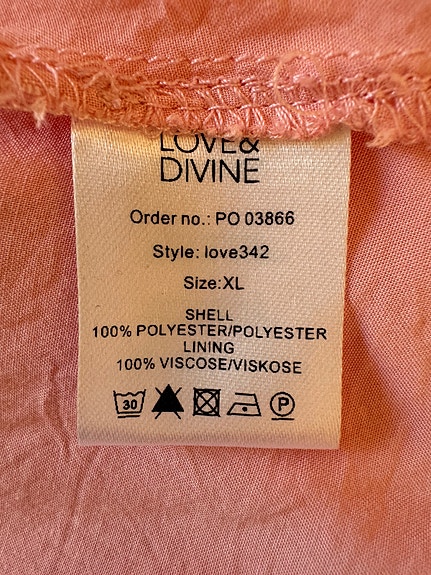 LOVE&
DIVINE
Order no.: PO 03866
Style: love342
Size:XL
SHELL
100% POLYESTER/POLYESTER
LINING
100% VISCOSE/VISKOSE
30
P